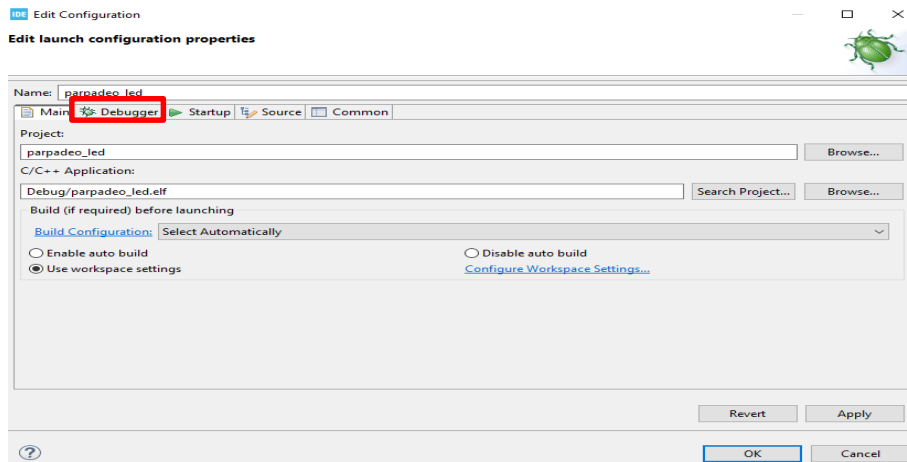 IDE Edit Configuration
Edit launch configuration properties
Name: parpadeo_led
Main Debugger Startup Source Common
Project:
parpadeo_led Browse...
C/C++ Application:
Debug/parpadeo_led.elf Search Project... Browse...
Build (if required) before launching
Build Configuration: Select Automatically
Enable auto build Disable auto build
Use workspace settings Configure Workspace Settings...
Revert Apply
? OK Cancel